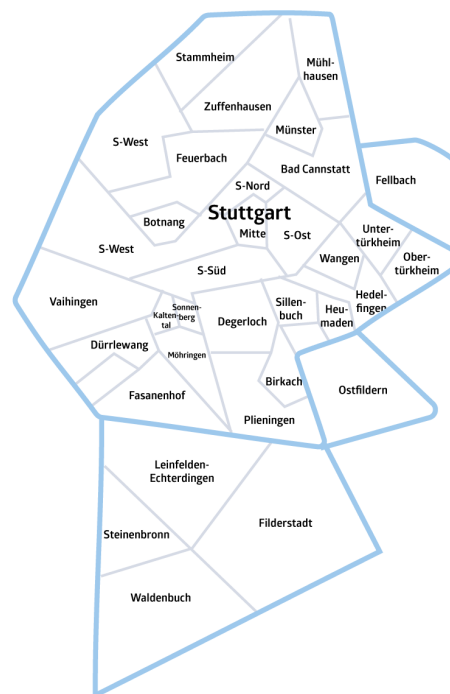 Stammheim
Mühl-
hausen
Zuffenhausen
Münster
S-West
Feuerbach
Bad Cannstatt
Fellbach
S-Nord
Stuttgart
Botnang
Mitte
S-Ost
Unter-
türkheim
S-West
Wangen
Ober-
türkheim
S-Süd
Vaihingen
Hedel-
fingen
Sillen-
buch
Heu-
maden
Sonnen-
berg
Kalten-
tal
Degerloch
Dürrlewang
Möhringen
Birkach
Ostfildern
Fasanenhof
Plieningen
Leinfelden-
Echterdingen
Filderstadt
Steinenbronn
Waldenbuch